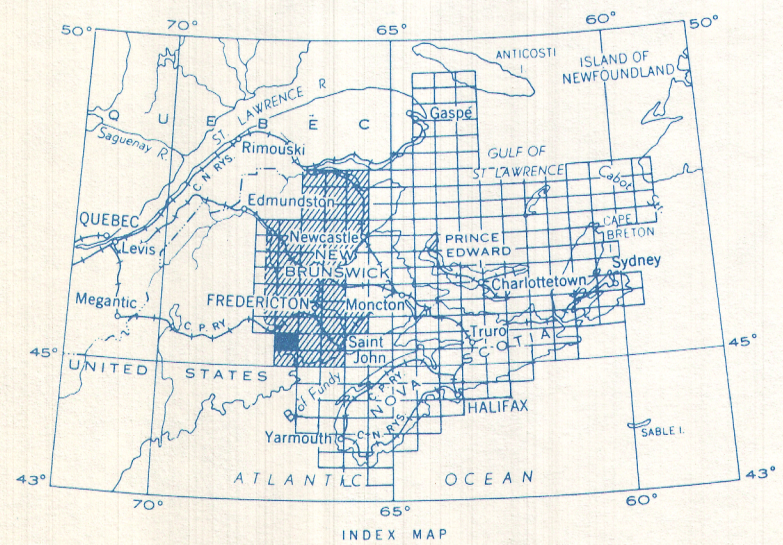 50° 70° 65° 60° 50°
ANTICOSTI
I
ISLAND OF
NEWFOUNDLAND
QUEBEC
ST LAWRENCE R
Saguenay R
Gaspé
Rimouski
C N RYS.
GULF OF
ST LAWRENCE
Cabot
Edmundston
QUEBEC
Levis
Newcastle
NEW
BRUNSWICK
PRINCE
EDWARD
I
CAPE
BRETON
I
Sydney
Charlottetown
Megantic
FREDERICTON
Moncton
C. P. RY
Truro
Saint
John
NOVA SCOTIA
45° 45°
UNITED STATES
B of Fundy
C. P. RY.
HALIFAX
Yarmouth
C. N. RYS.
SABLE I.
ATLANTIC OCEAN
43° 43°
70° 65° 60°
INDEX MAP